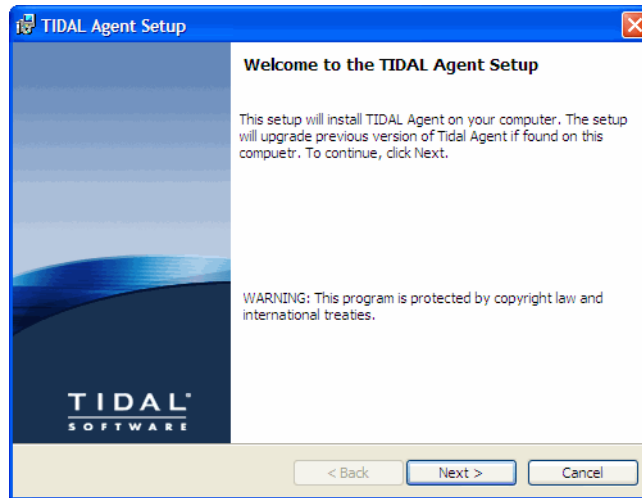 TIDAL Agent Setup
Welcome to the TIDAL Agent Setup
This setup will install TIDAL Agent on your computer. The setup
will upgrade previous version of Tidal Agent if found on this
compuetr. To continue, click Next.
WARNING: This program is protected by copyright law and
international treaties.
TIDAL
SOFTWARE
< Back
Next >
Cancel